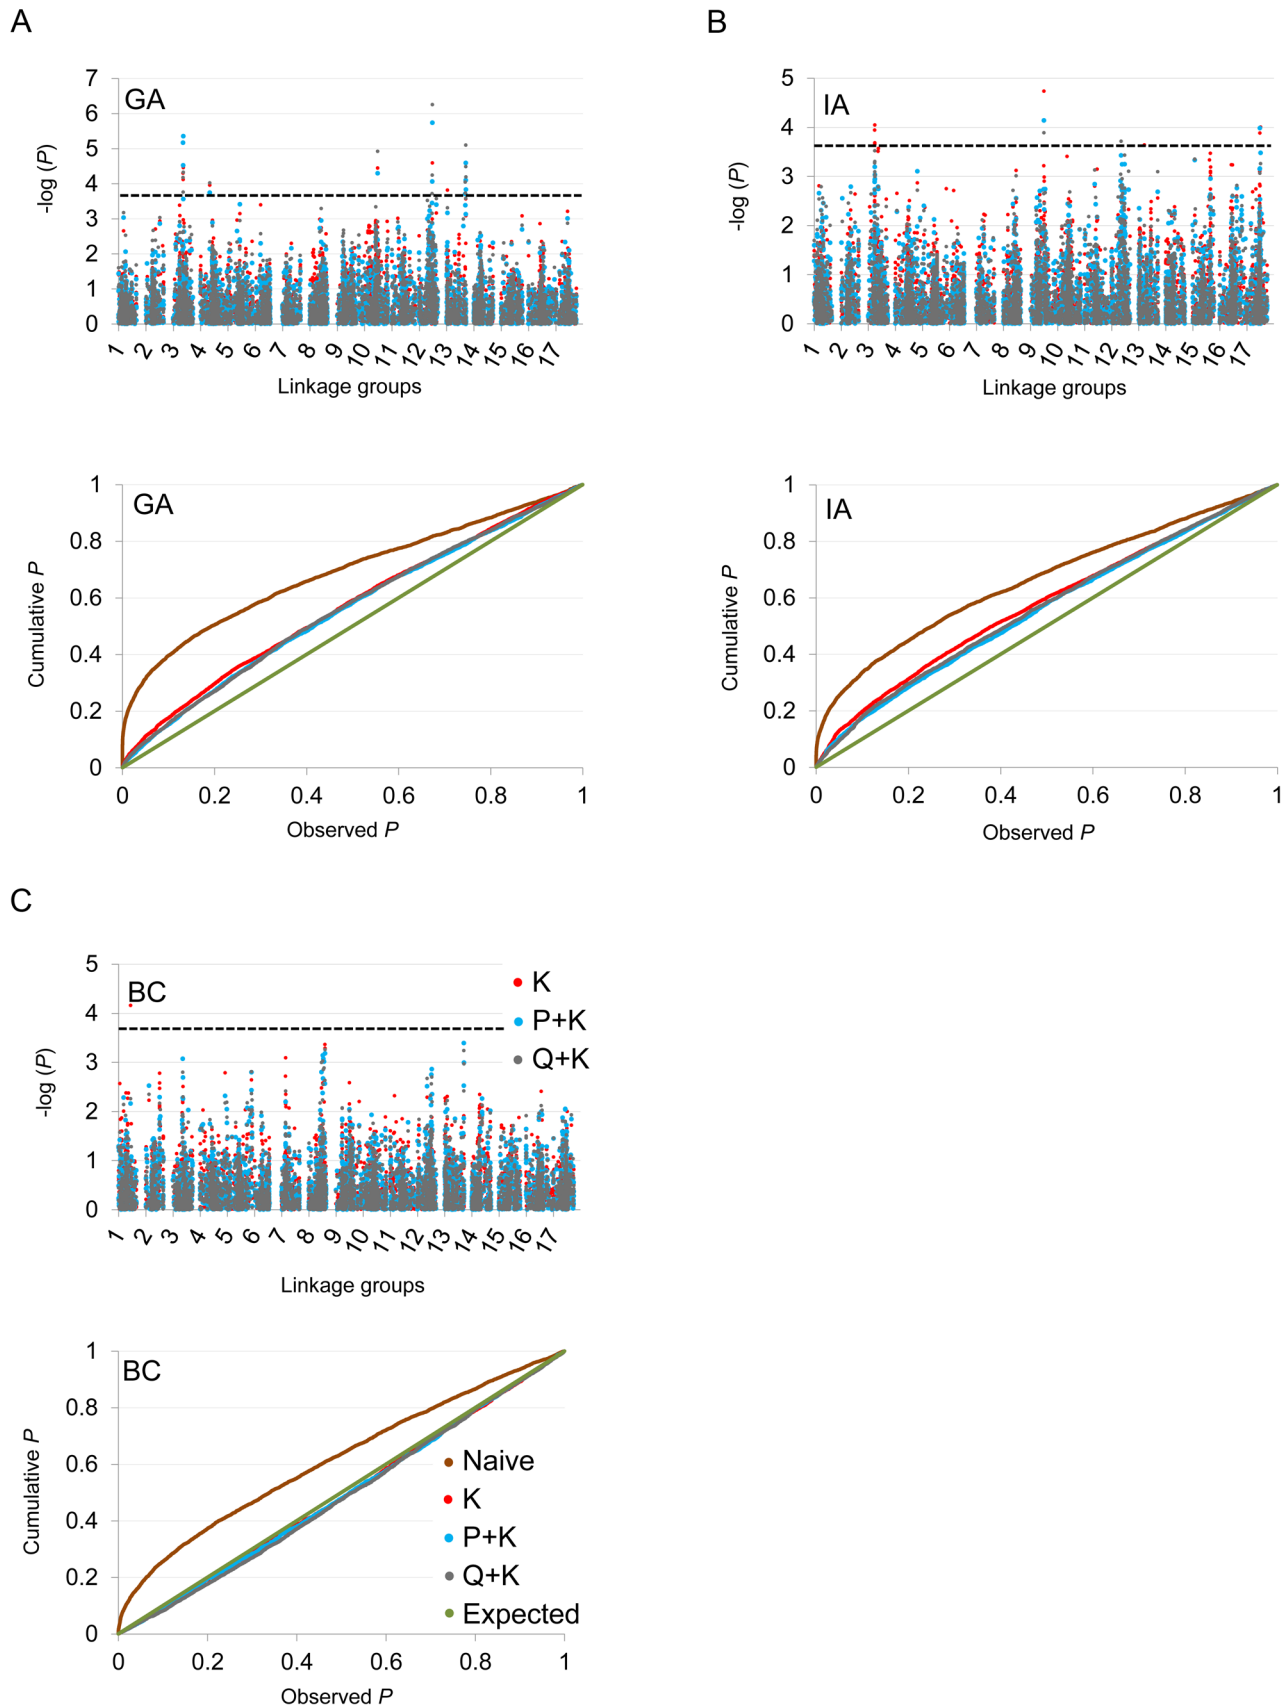 A
7
6
5
4
3
2
1
0
-log (P)
GA
1 2 3 4 5 6 7 8 9 10 11 12 13 14 15 16 17
Linkage groups
B
5
4
3
2
1
0
-log (P)
IA
1 2 3 4 5 6 7 8 9 10 11 12 13 14 15 16 17
Linkage groups
1
0.8
0.6
0.4
0.2
0
Cumulative P
GA
0 0.2 0.4 0.6 0.8 1
Observed P
1
0.8
0.6
0.4
0.2
0
Cumulative P
IA
0 0.2 0.4 0.6 0.8 1
Observed P
C
5
4
3
2
1
0
-log (P)
BC
K
P+K
Q+K
1 2 3 4 5 6 7 8 9 10 11 12 13 14 15 16 17
Linkage groups
1
0.8
0.6
0.4
0.2
0
Cumulative P
BC
Naive
K
P+K
Q+K
Expected
0 0.2 0.4 0.6 0.8 1
Observed P